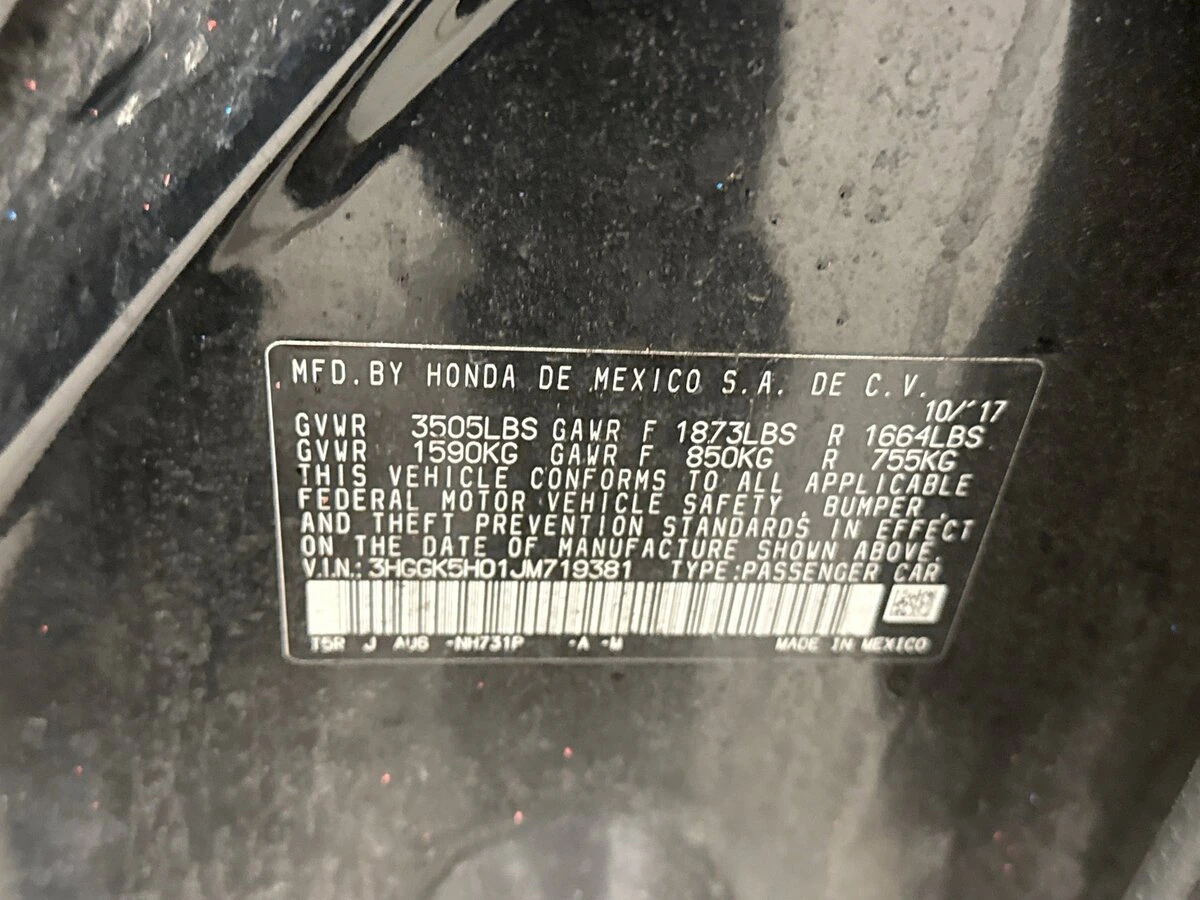 MFD. BY HONDA DE MEXICO S.A. DE C.V.
10/'17
GVWR 3505LBS GAWR F 1873LBS R 1664LBS
GVWR 1590KG GAWR F 850KG R 755KG
THIS VEHICLE CONFORMS TO ALL APPLICABLE
FEDERAL MOTOR VEHICLE SAFETY, BUMPER,
AND THEFT PREVENTION STANDARDS IN EFFECT
ON THE DATE OF MANUFACTURE SHOWN ABOVE.
V.I.N.: 3HGGK5H01JM719381 TYPE:PASSENGER CAR
T5R J AU6 -NH731P -A -M MADE IN MEXICO